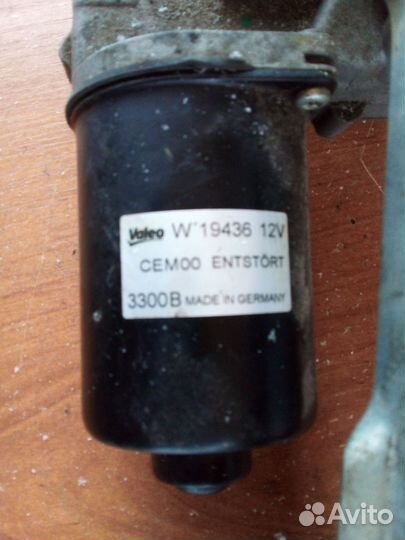 Valeo W 19436 12V
CEM00 ENTSTÖRT
3300B MADE IN GERMANY
Avito